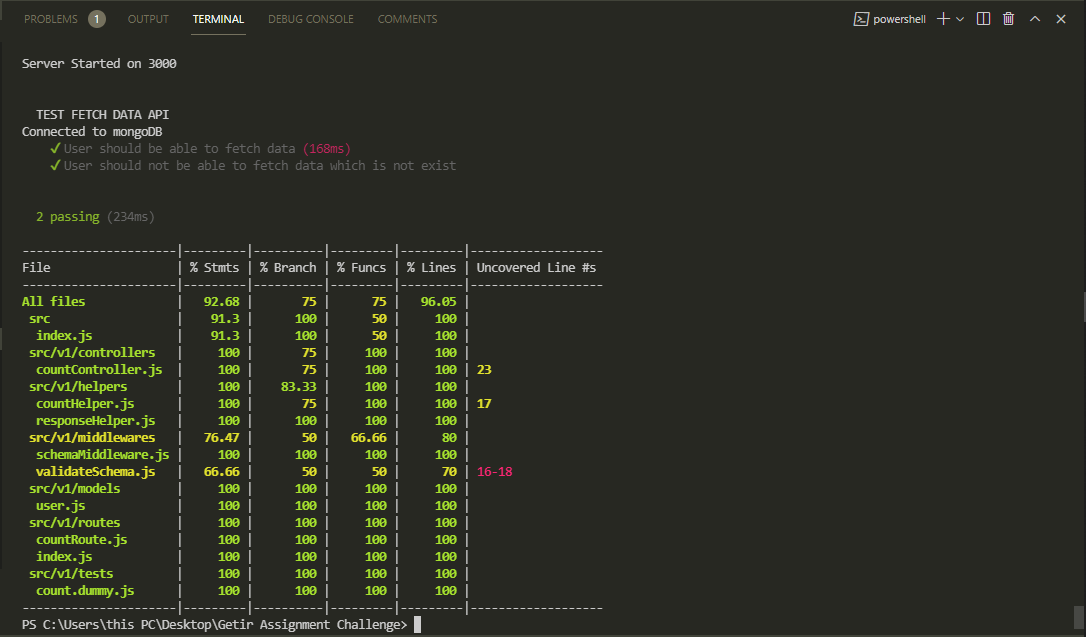 PROBLEMS 1 OUTPUT TERMINAL DEBUG CONSOLE COMMENTS powershell
Server Started on 3000
TEST FETCH DATA API
Connected to mongoDB
✓ User should be able to fetch data (168ms)
✓ User should not be able to fetch data which is not exist
2 passing (234ms)
----------------------|---------|----------|---------|---------|-------------------
File | % Stmts | % Branch | % Funcs | % Lines | Uncovered Line #s
----------------------|---------|----------|---------|---------|-------------------
All files | 92.68 | 75 | 75 | 96.05 |
src | 91.3 | 100 | 50 | 100 |
index.js | 91.3 | 100 | 50 | 100 |
src/v1/controllers | 100 | 75 | 100 | 100 |
countController.js | 100 | 75 | 100 | 100 | 23
src/v1/helpers | 100 | 83.33 | 100 | 100 |
countHelper.js | 100 | 75 | 100 | 100 | 17
responseHelper.js | 100 | 100 | 100 | 100 |
src/v1/middlewares | 76.47 | 50 | 66.66 | 80 |
schemaMiddleware.js | 100 | 100 | 100 | 100 |
validateSchema.js | 66.66 | 50 | 50 | 70 | 16-18
src/v1/models | 100 | 100 | 100 | 100 |
user.js | 100 | 100 | 100 | 100 |
src/v1/routes | 100 | 100 | 100 | 100 |
countRoute.js | 100 | 100 | 100 | 100 |
index.js | 100 | 100 | 100 | 100 |
src/v1/tests | 100 | 100 | 100 | 100 |
count.dummy.js | 100 | 100 | 100 | 100 |
----------------------|---------|----------|---------|---------|-------------------
PS C:\Users\this PC\Desktop\Getir Assignment Challenge>